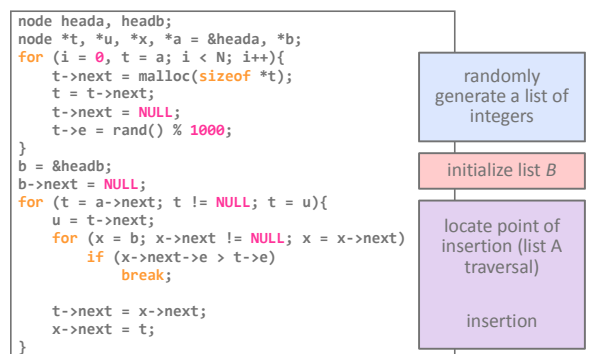 node heada, headb;
node *t, *u, *x, *a = &heada, *b;
for (i = 0, t = a; i < N; i++){
    t->next = malloc(sizeof *t);
    t = t->next;
    t->next = NULL;
    t->e = rand() % 1000;
}
b = &headb;
b->next = NULL;
for (t = a->next; t != NULL; t = u){
    u = t->next;
    for (x = b; x->next != NULL; x = x->next)
        if (x->next->e > t->e)
            break;

    t->next = x->next;
    x->next = t;
}
randomly
generate a list of
integers
initialize list B
locate point of
insertion (list A
traversal)
insertion